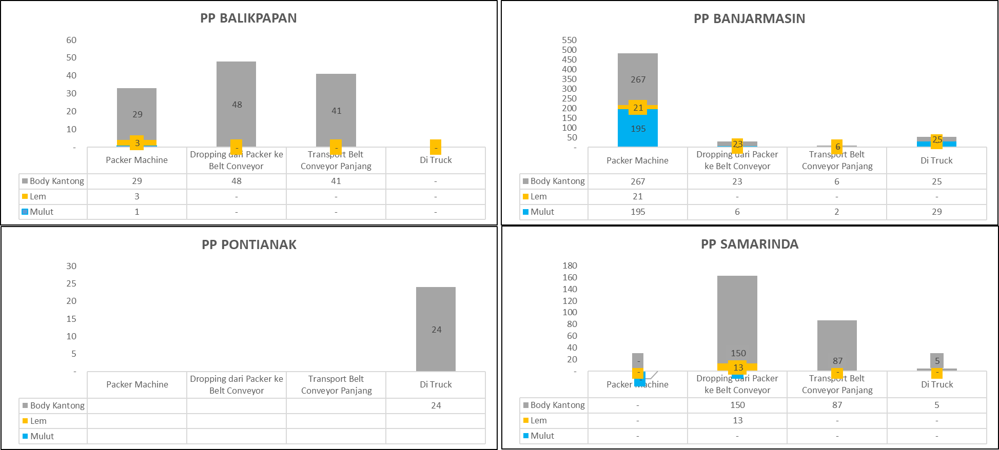 PP BALIKPAPAN
60
50
40
30
20
10
-
29
3
48
-
41
-
-
Packer Machine
Dropping dari Packer ke
Belt Conveyor
Transport Belt
Conveyor Panjang
Di Truck
Body Kantong 29 48 41 -
Lem 3 - - -
Mulut 1 - - -
PP BANJARMASIN
550
500
450
400
350
300
250
200
150
100
50
-
267
21
195
23
-
6
-
25
-
Packer Machine
Dropping dari Packer
ke Belt Conveyor
Transport Belt
Conveyor Panjang
Di Truck
Body Kantong 267 23 6 25
Lem 21 - - -
Mulut 195 6 2 29
PP PONTIANAK
30
25
20
15
10
5
-
24
Packer Machine
Dropping dari Packer ke
Belt Conveyor
Transport Belt
Conveyor Panjang
Di Truck
Body Kantong 24
Lem
Mulut
PP SAMARINDA
180
160
140
120
100
80
60
40
20
-
-
-
-
150
13
87
- -
5
-
Packer Machine
Dropping dari Packer
ke Belt Conveyor
Transport Belt
Conveyor Panjang
Di Truck
Body Kantong - 150 87 5
Lem - 13 - -
Mulut - - - -